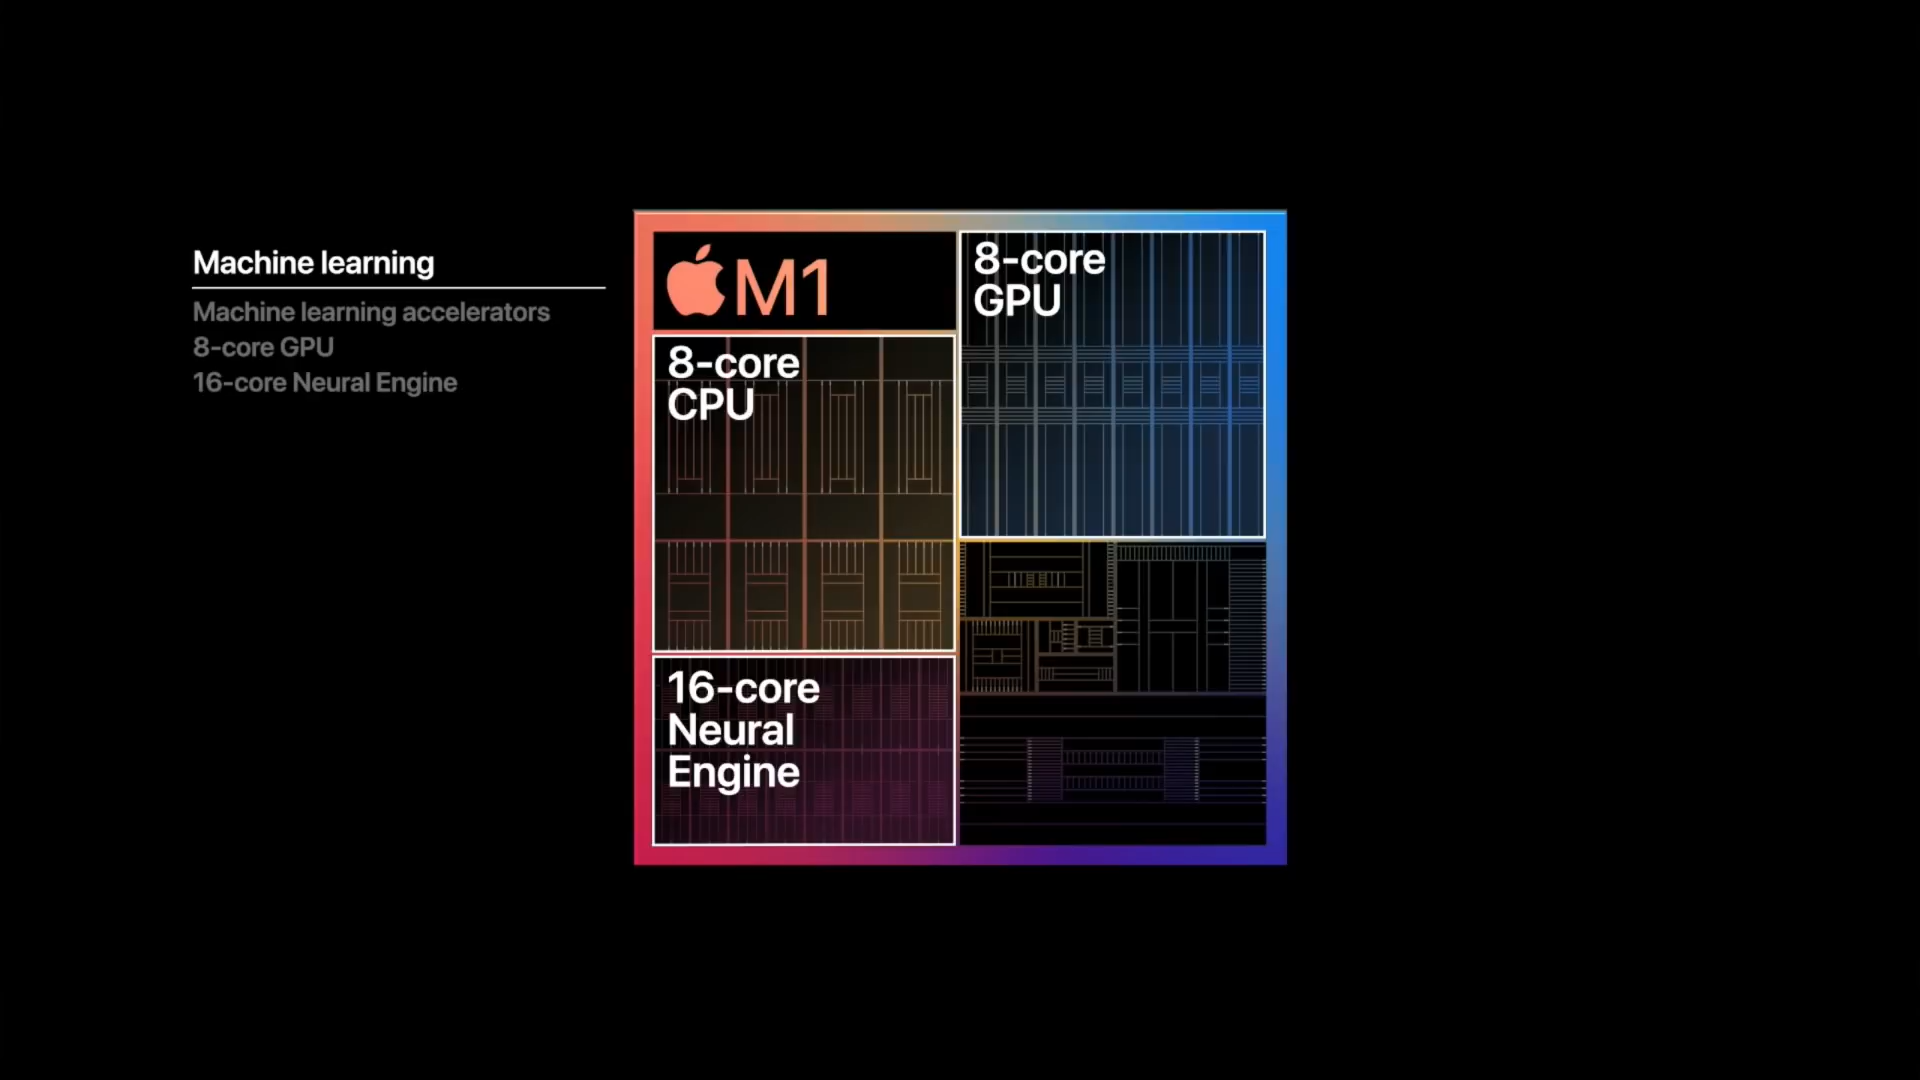 Machine learning
Machine learning accelerators
8-core GPU
16-core Neural Engine
M1
8-core
CPU
16-core
Neural
Engine
8-core
GPU